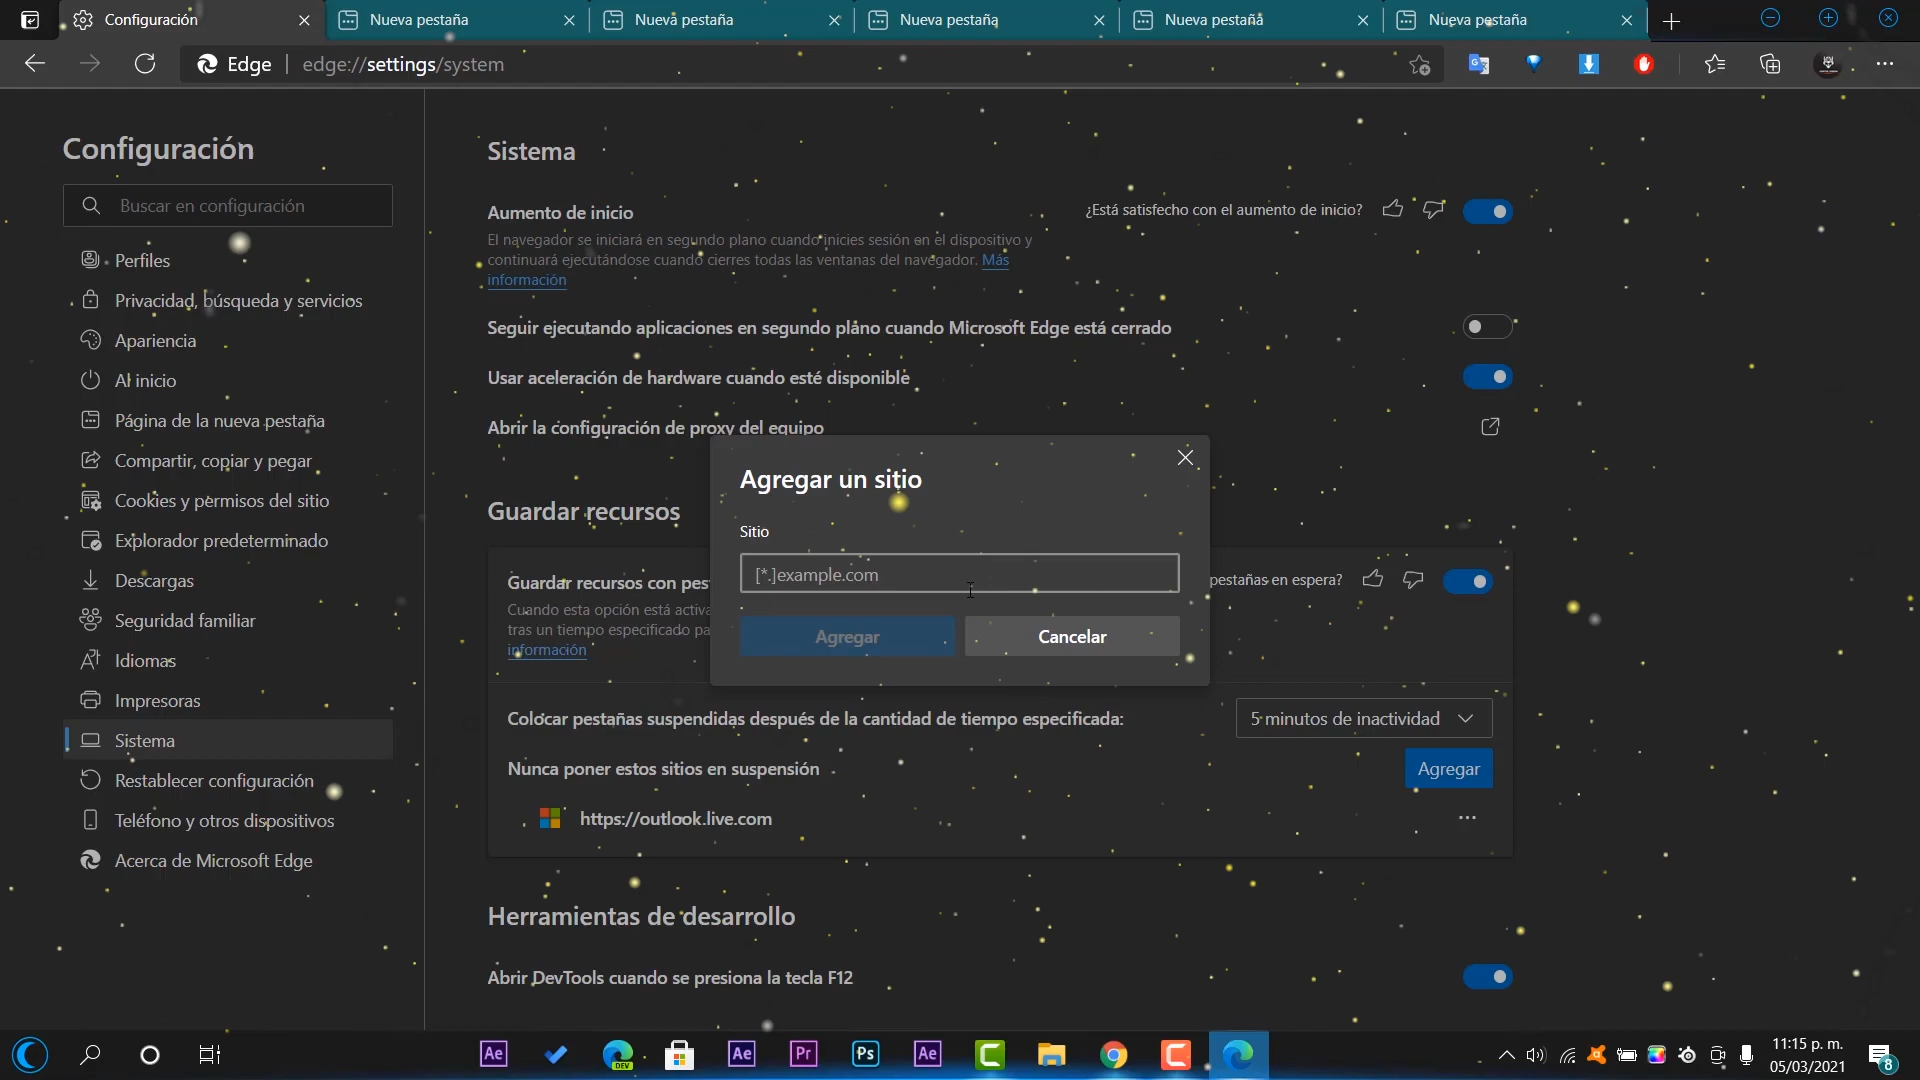 Configuración
Nueva pestaña
Nueva pestaña
Nueva pestaña
Nueva pestaña
Nueva pestaña
Edge
edge://settings/system
Configuración
Buscar en configuración
Perfiles
Privacidad, búsqueda y servicios
Apariencia
Al inicio
Página de la nueva pestaña
Compartir, copiar y pegar
Cookies y permisos del sitio
Explorador predeterminado
Descargas
Seguridad familiar
Idiomas
Impresoras
Sistema
Restablecer configuración
Teléfono y otros dispositivos
Acerca de Microsoft Edge
Sistema
Aumento de inicio
¿Está satisfecho con el aumento de inicio?
El navegador se iniciará en segundo plano cuando inicies sesión en el dispositivo y
continuará ejecutándose cuando cierres todas las ventanas del navegador. Más
información
Seguir ejecutando aplicaciones en segundo plano cuando Microsoft Edge está cerrado
Usar aceleración de hardware cuando esté disponible
Abrir la configuración de proxy del equipo
Guardar recursos
Guardar recursos con pes
pestañas en espera?
Cuando esta opción está activa
tras un tiempo especificado pa
información
Agregar un sitio
Sitio
[*.]example.com
Agregar
Cancelar
Colocar pestañas suspendidas después de la cantidad de tiempo especificada:
5 minutos de inactividad
Nunca poner estos sitios en suspensión
Agregar
https://outlook.live.com
Herramientas de desarrollo
Abrir DevTools cuando se presiona la tecla F12
Ae
DEV
Ae
Pr
Ps
Ae
11:15 p. m.
05/03/2021
8